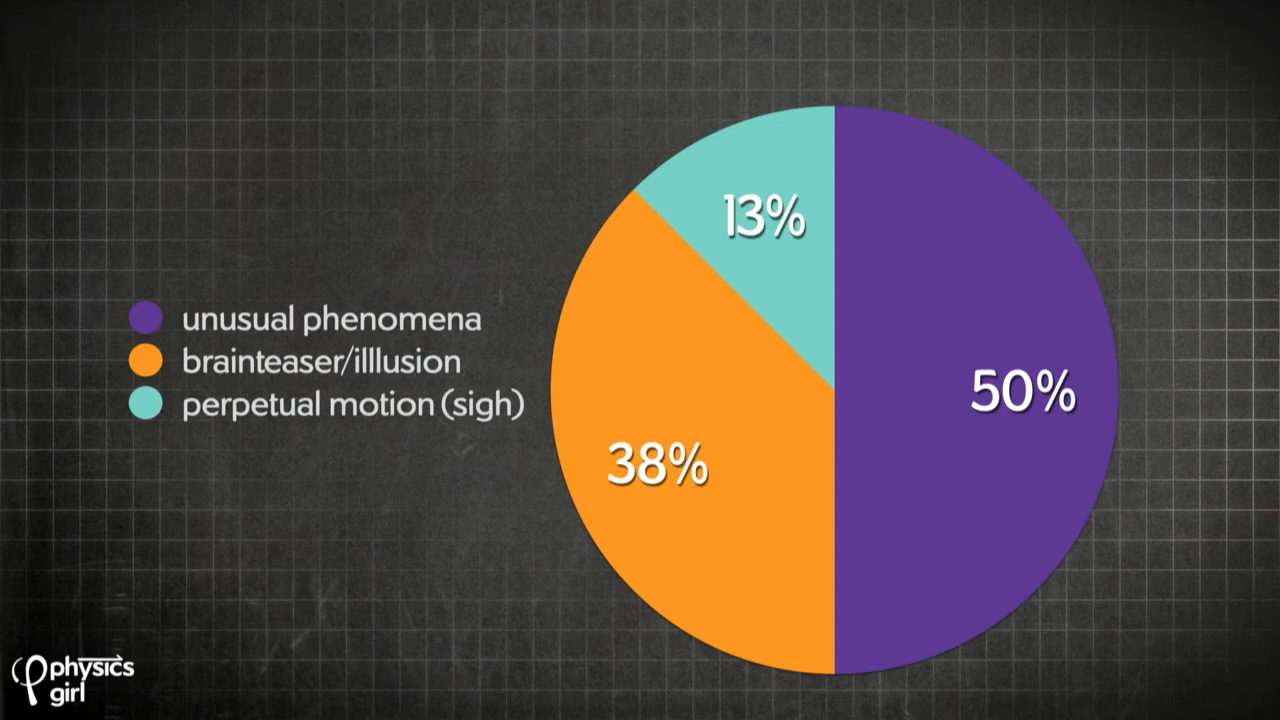 13%
unusual phenomena
brainteaser/illlusion
perpetual motion (sigh)
50%
38%
physics
girl